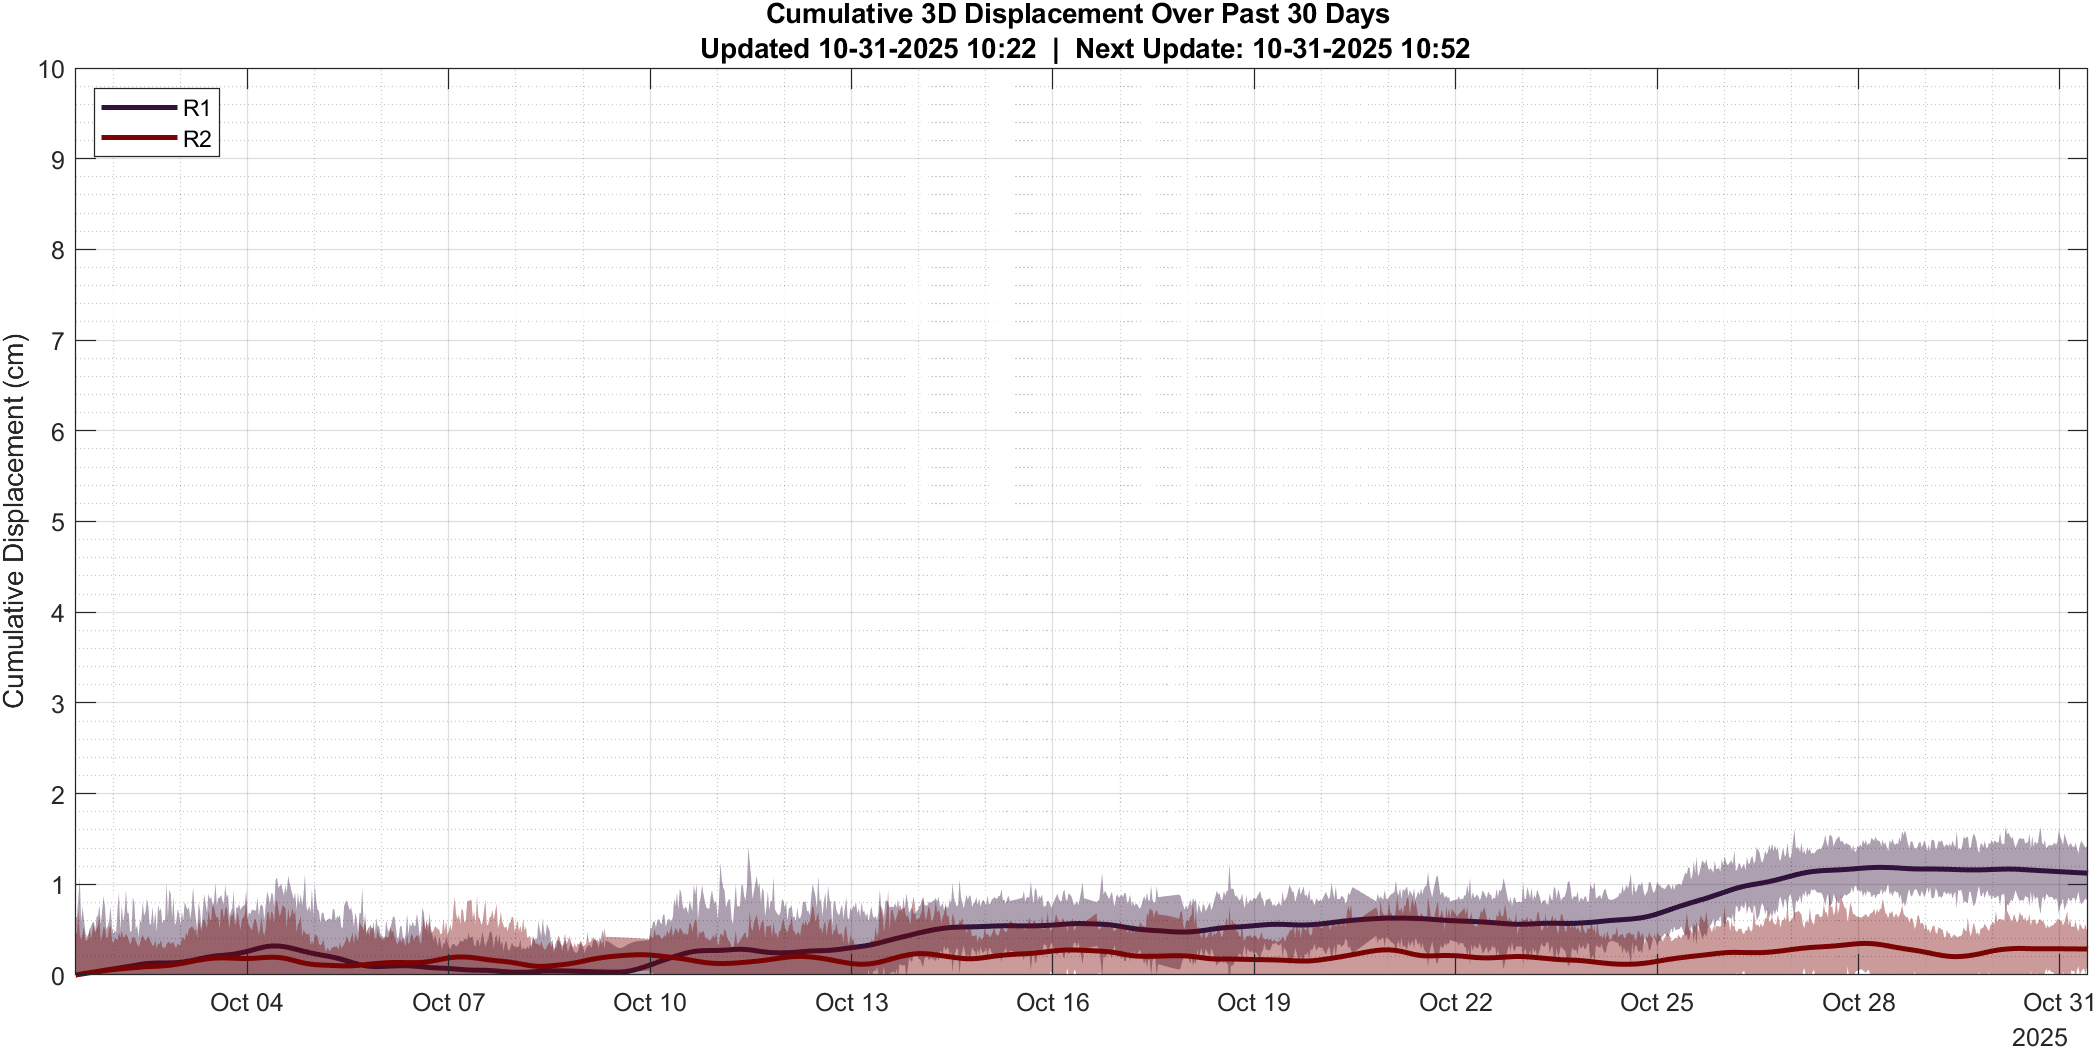 Cumulative 3D Displacement Over Past 30 Days
Updated 10-31-2025 10:22 | Next Update: 10-31-2025 10:52
R1
R2
Cumulative Displacement (cm)
10
9
8
7
6
5
4
3
2
1
0
Oct 04 Oct 07 Oct 10 Oct 13 Oct 16 Oct 19 Oct 22 Oct 25 Oct 28 Oct 31
2025